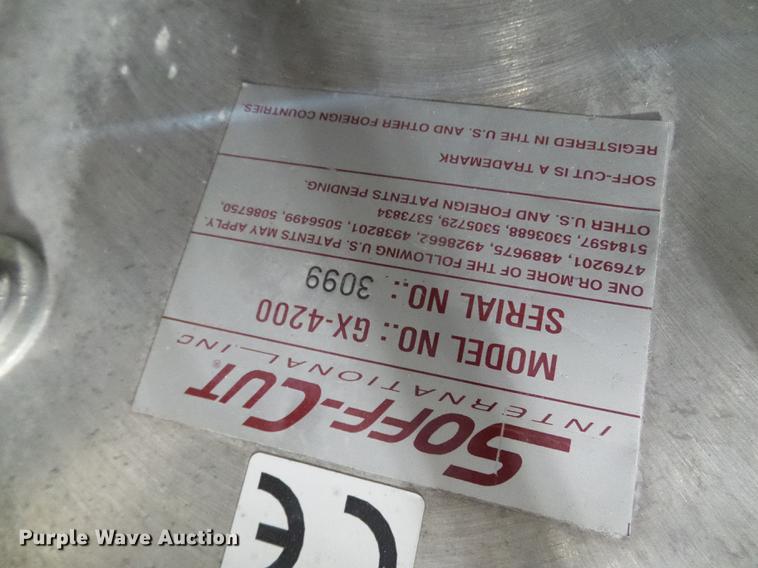 SOFF-CUT®
INTERNATIONAL, INC
MODEL NO.: GX-4200
SERIAL NO.: 3099
ONE OR MORE OF THE FOLLOWING U.S. PATENTS MAY APPLY.
4769201, 4889675, 4928662, 4938201, 5056499, 5086750,
5184597, 5303688, 5305729, 5373834
OTHER U.S. AND FOREIGN PATENTS PENDING.
SOFF-CUT IS A TRADEMARK
REGISTERED IN THE U.S. AND OTHER FOREIGN COUNTRIES.
CE
Purple Wave Auction